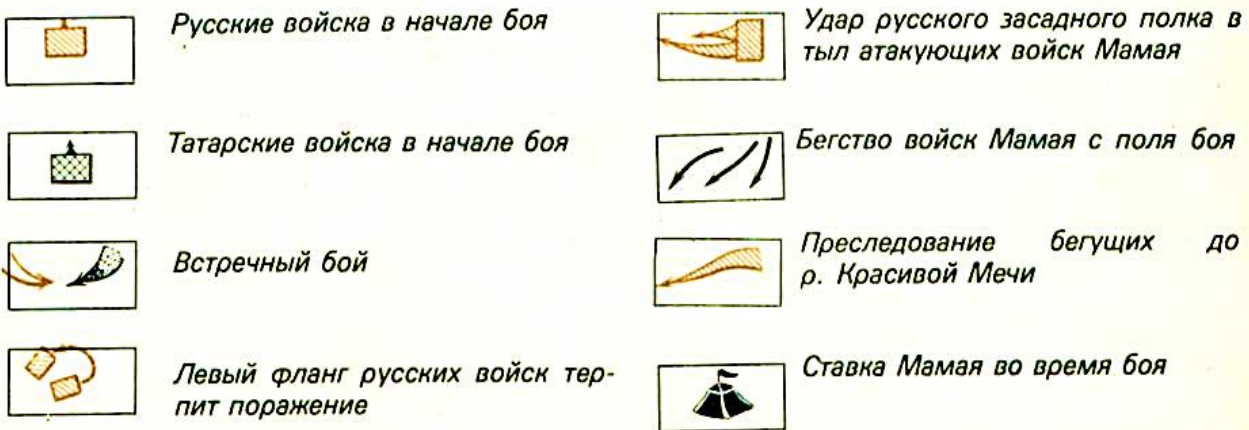 Русские войска в начале боя
Татарские войска в начале боя
Встречный бой
Левый фланг русских войск тер-
пит поражение
Удар русского засадного полка в
тыл атакующих войск Мамая
Бегство войск Мамая с поля боя
Преследование бегущих до
р. Красивой Мечи
Ставка Мамая во время боя